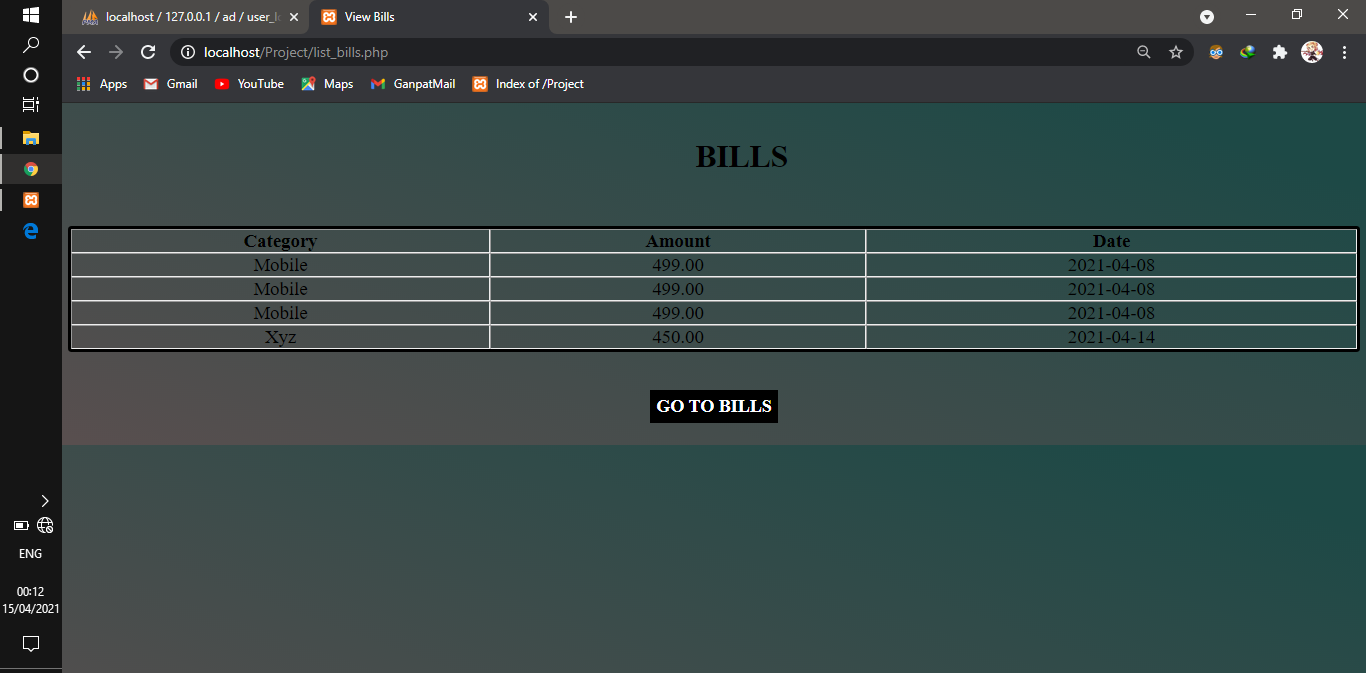 localhost / 127.0.0.1 / ad / user_lo
View Bills
localhost/Project/list_bills.php
Apps Gmail YouTube Maps GanpatMail Index of /Project
BILLS
Category Amount Date
Mobile 499.00 2021-04-08
Mobile 499.00 2021-04-08
Mobile 499.00 2021-04-08
Xyz 450.00 2021-04-14
GO TO BILLS
ENG
00:12
15/04/2021